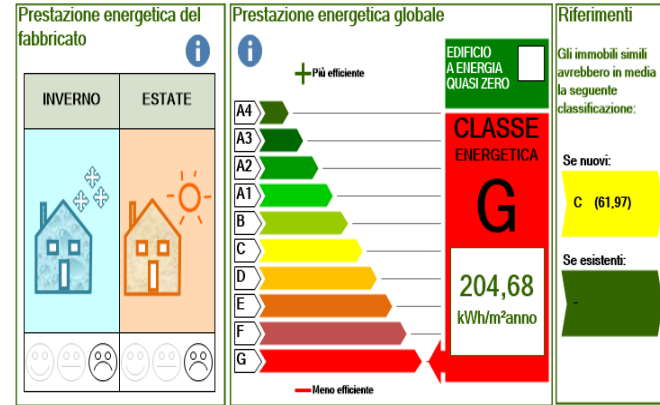 Prestazione energetica del
fabbricato
INVERNO
ESTATE
Prestazione energetica globale
Più efficiente
A4
A3
A2
A1
B
C
D
E
F
G
Meno efficiente
EDIFICIO
A ENERGIA
QUASI ZERO
CLASSE
ENERGETICA
G
204,68
kWh/m²anno
Riferimenti
Gli immobili simili
avrebbero in media
la seguente
classificazione:
Se nuovi:
C (61,97)
Se esistenti:
-